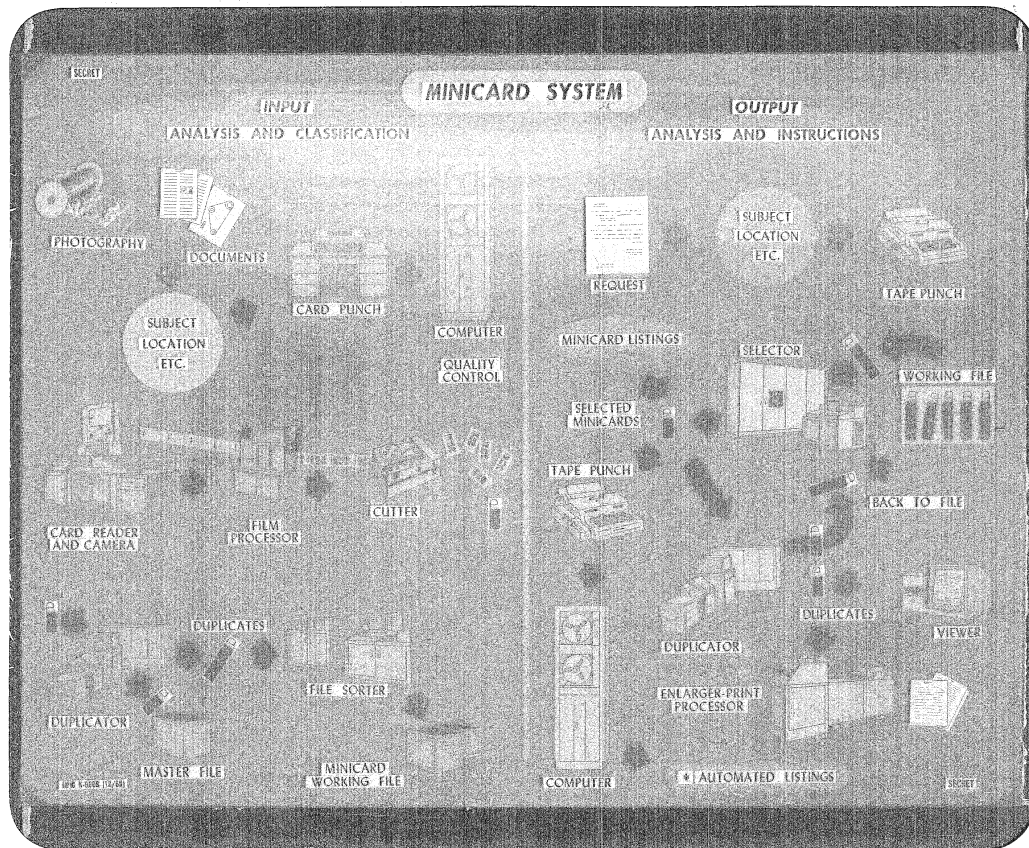 SECRET
MINICARD SYSTEM
INPUT
ANALYSIS AND CLASSIFICATION
PHOTOGRAPHY
DOCUMENTS
CARD PUNCH
COMPUTER
QUALITY
CONTROL
SUBJECT
LOCATION
ETC.
CARD READER
AND CAMERA
FILM
PROCESSOR
CUTTER
DUPLICATES
FILE SORTER
DUPLICATOR
MASTER FILE
MINICARD
WORKING FILE
OUTPUT
ANALYSIS AND INSTRUCTIONS
REQUEST
SUBJECT
LOCATION
ETC.
TAPE PUNCH
MINICARD LISTINGS
SELECTOR
WORKING FILE
SELECTED
MINICARDS
TAPE PUNCH
BACK TO FILE
DUPLICATES
VIEWER
DUPLICATOR
ENLARGER-PRINT
PROCESSOR
COMPUTER
* AUTOMATED LISTINGS
SECRET